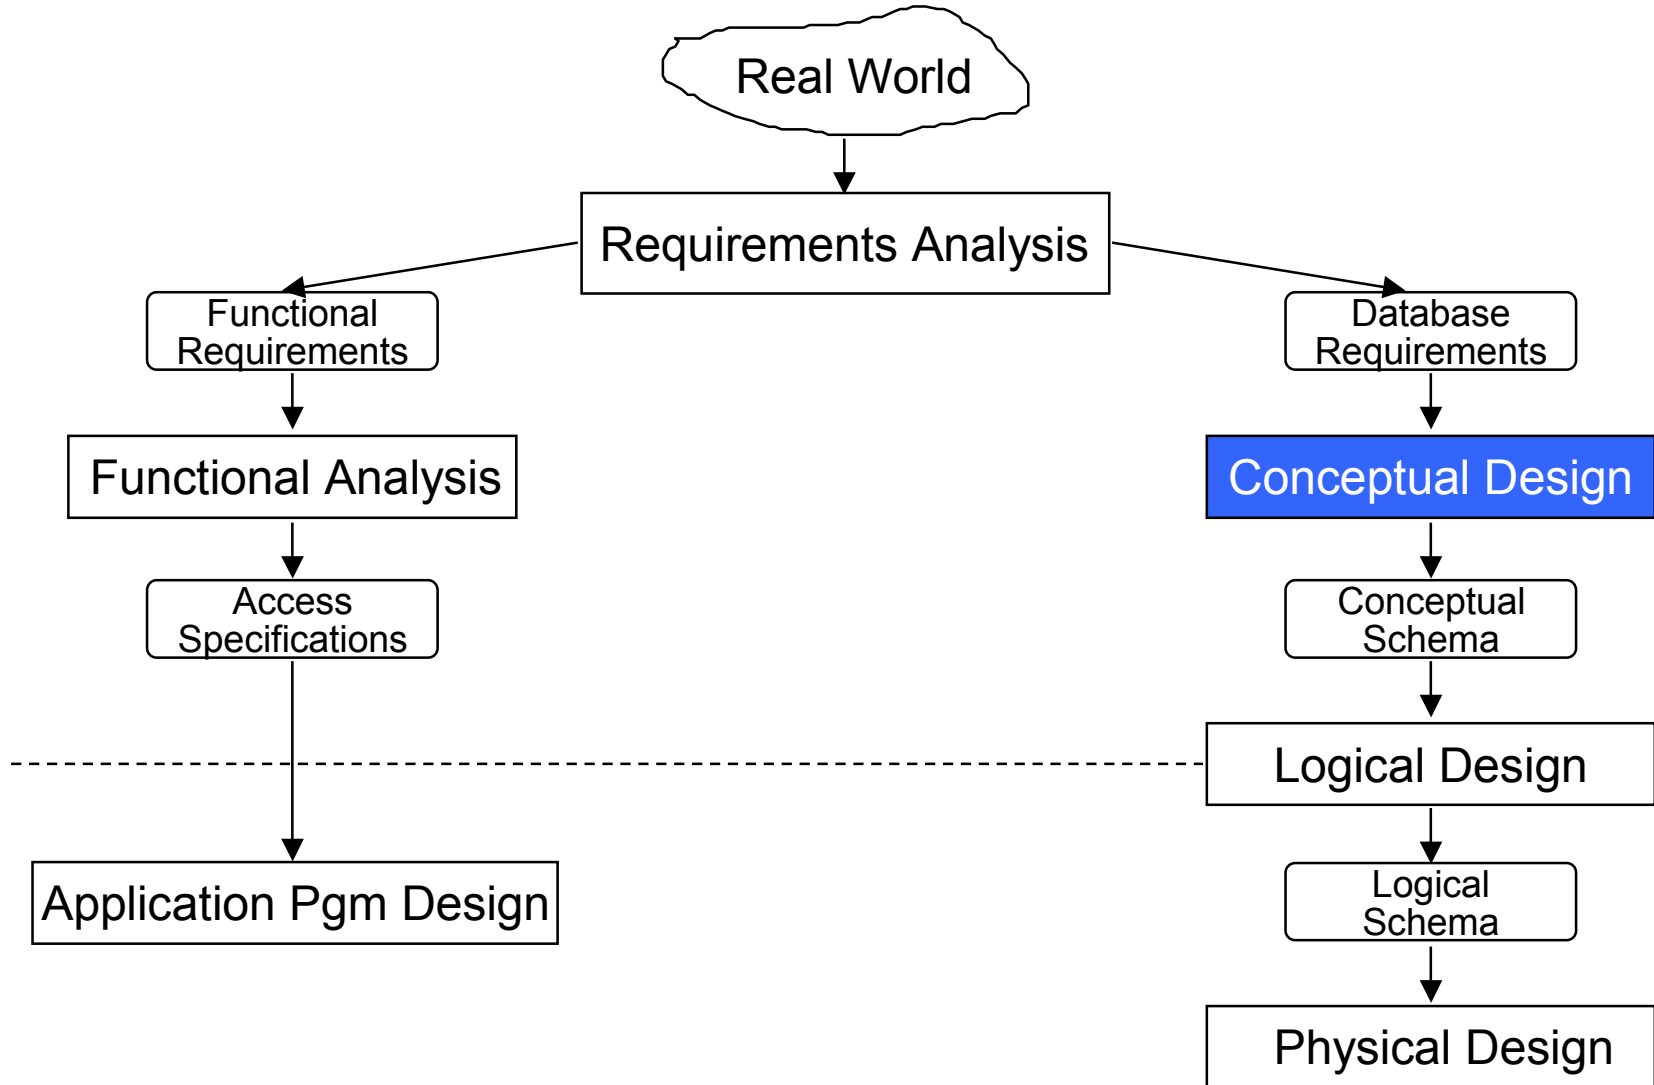 Real World
Requirements Analysis
Functional
Requirements
Database
Requirements
Functional Analysis
Conceptual Design
Access
Specifications
Conceptual
Schema
Logical Design
Application Pgm Design
Logical
Schema
Physical Design